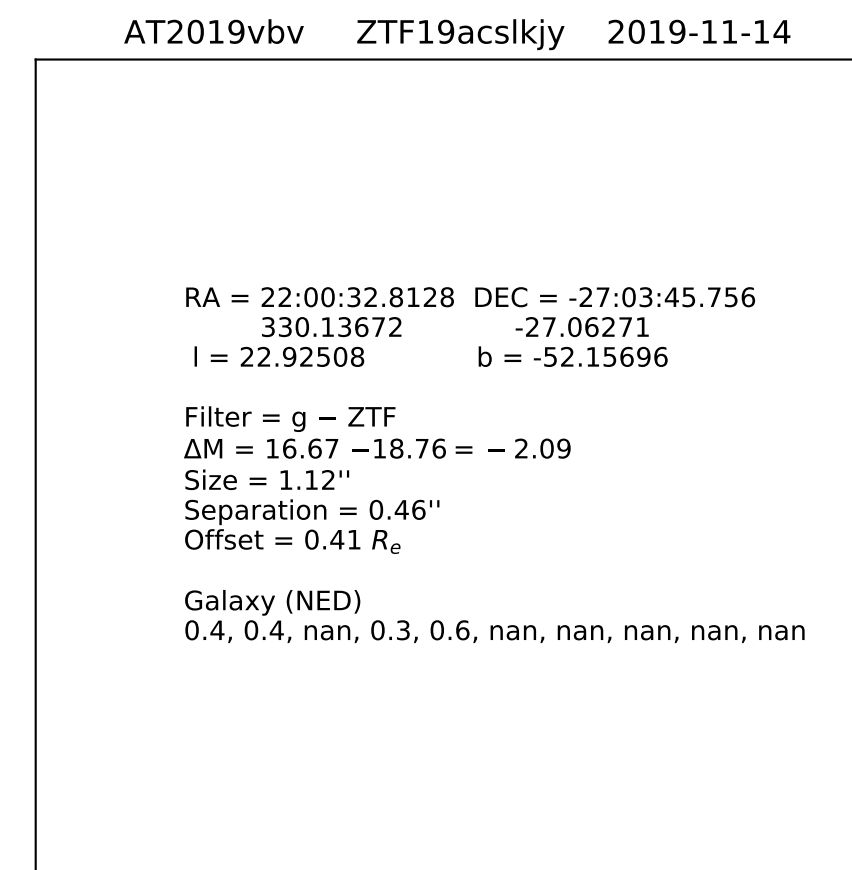 AT2019vbv ZTF19acslkjy 2019-11-14
RA = 22:00:32.8128 DEC = -27:03:45.756
330.13672 -27.06271
l = 22.92508 b = -52.15696
Filter = g − ZTF
ΔM = 16.67 −18.76 = − 2.09
Size = 1.12''
Separation = 0.46''
Offset = 0.41 Rₑ
Galaxy (NED)
0.4, 0.4, nan, 0.3, 0.6, nan, nan, nan, nan, nan